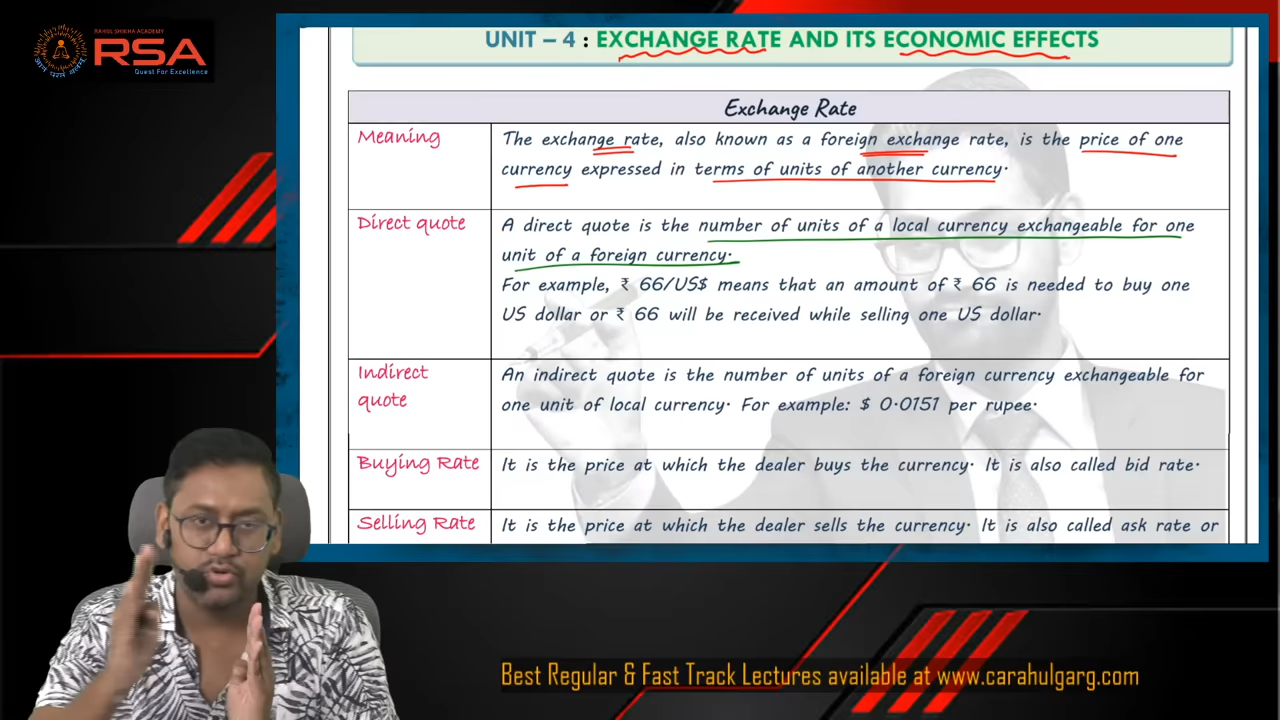 RAHUL SHIKHA ACADEMY
RSA
Quest For Excellence
UNIT – 4 : EXCHANGE RATE AND ITS ECONOMIC EFFECTS
Exchange Rate
Meaning
The exchange rate, also known as a foreign exchange rate, is the price of one
currency expressed in terms of units of another currency.
Direct quote
A direct quote is the number of units of a local currency exchangeable for one
unit of a foreign currency.
For example, ₹ 66/US$ means that an amount of ₹ 66 is needed to buy one
US dollar or ₹ 66 will be received while selling one US dollar.
Indirect
quote
An indirect quote is the number of units of a foreign currency exchangeable for
one unit of local currency. For example: $ 0.0151 per rupee.
Buying Rate
It is the price at which the dealer buys the currency. It is also called bid rate.
Selling Rate
It is the price at which the dealer sells the currency. It is also called ask rate or
Best Regular & Fast Track Lectures available at www.carahulgarg.com